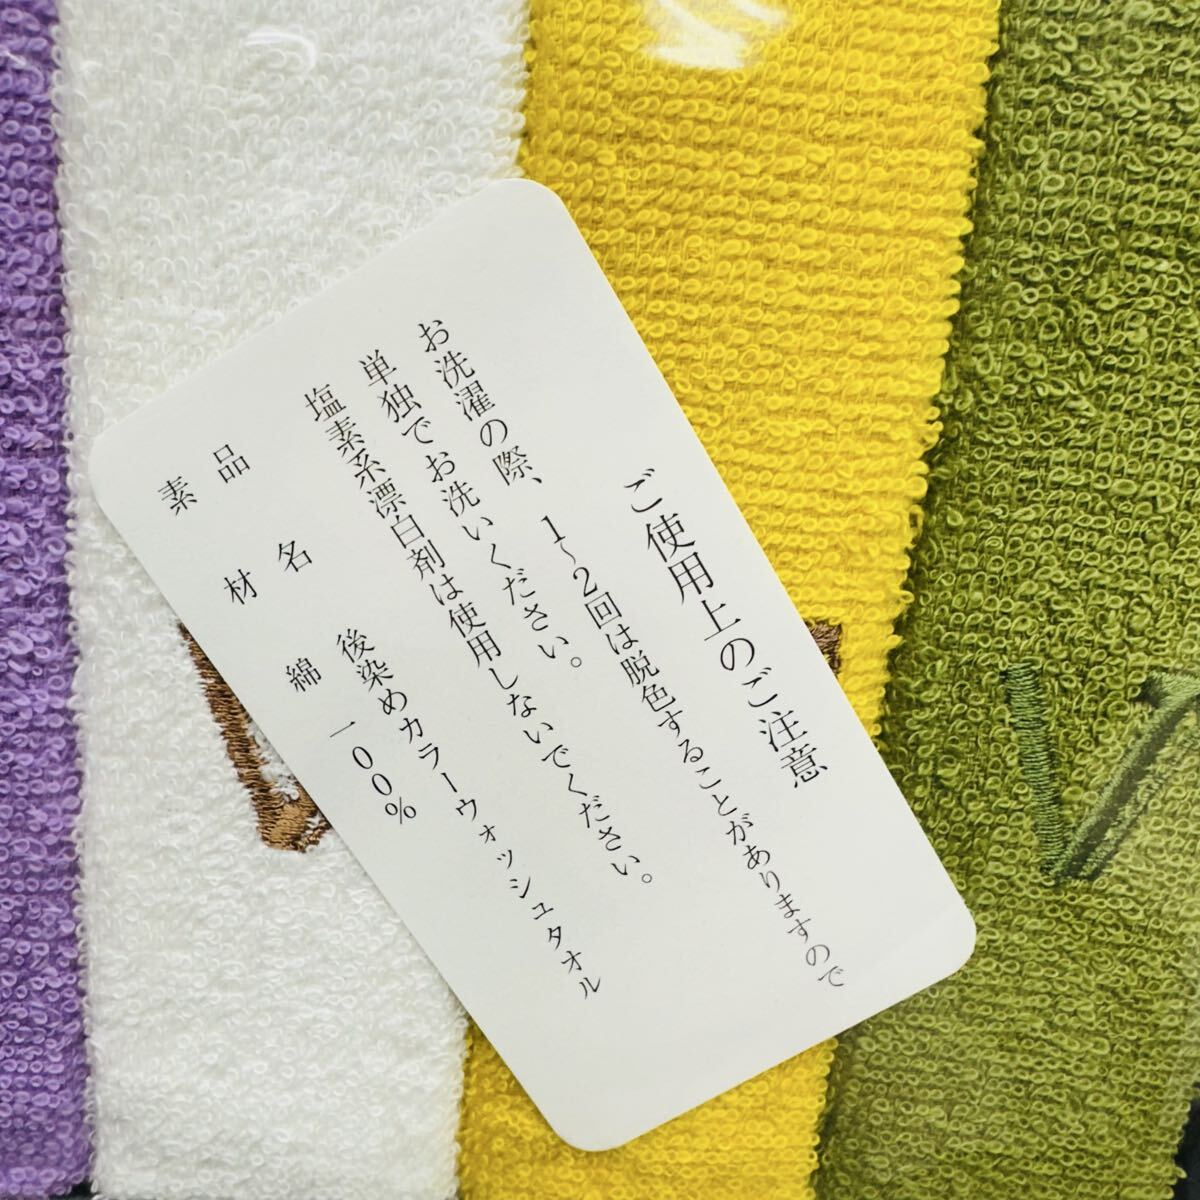 ご使用上のご注意
お洗濯の際、1~2回は脱色することがありますので
単独でお洗いください。
塩素系漂白剤は使用しないでください。
品 名 後染めカラーウォッシュタオル
素 材 綿 一00%